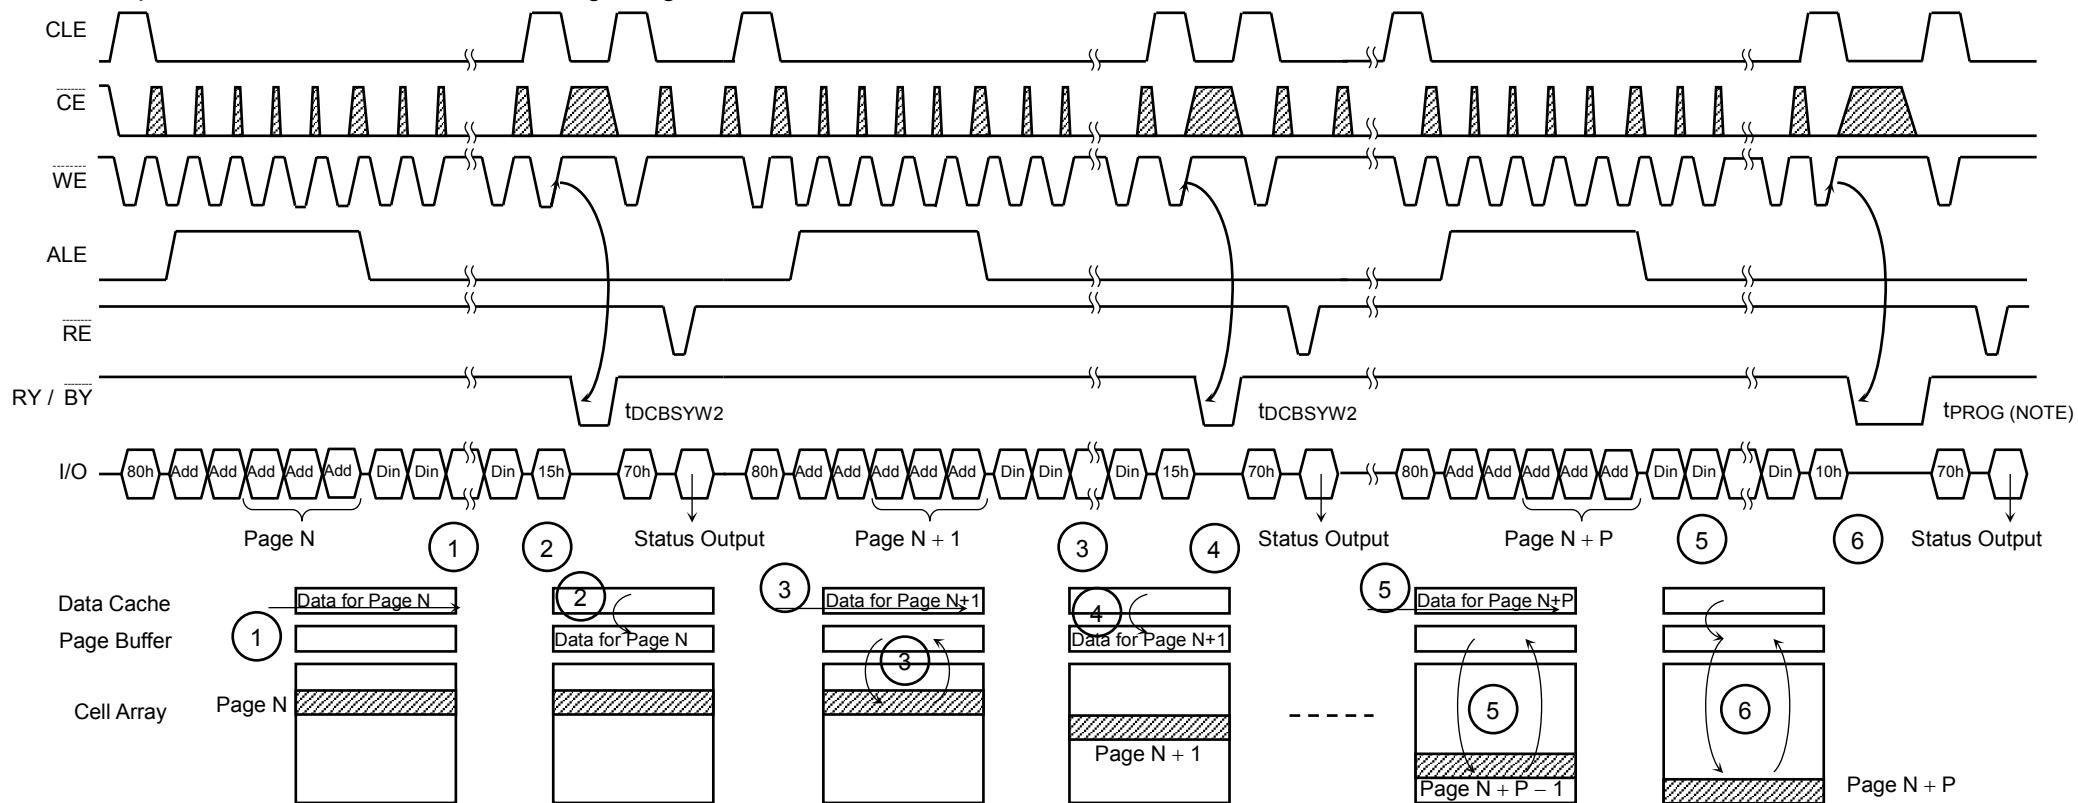 CLE
CE
WE
ALE
RE
RY / BY
tDCBSYW2 tDCBSYW2 tPROG (NOTE)
I/O 80h Add Add Add Add Add Din Din Din 15h 70h 80h Add Add Add Add Add Din Din Din 15h 70h 80h Add Add Add Add Add Din Din Din 10h 70h
Page N 1 2 Status Output Page N + 1 3 4 Status Output Page N + P 5 6 Status Output
Data Cache Data for Page N 2 3 Data for Page N+1 4 5 Data for Page N+P
Page Buffer 1 Data for Page N 3 Data for Page N+1
Cell Array Page N 5 6
Page N + 1
Page N + P − 1 Page N + P